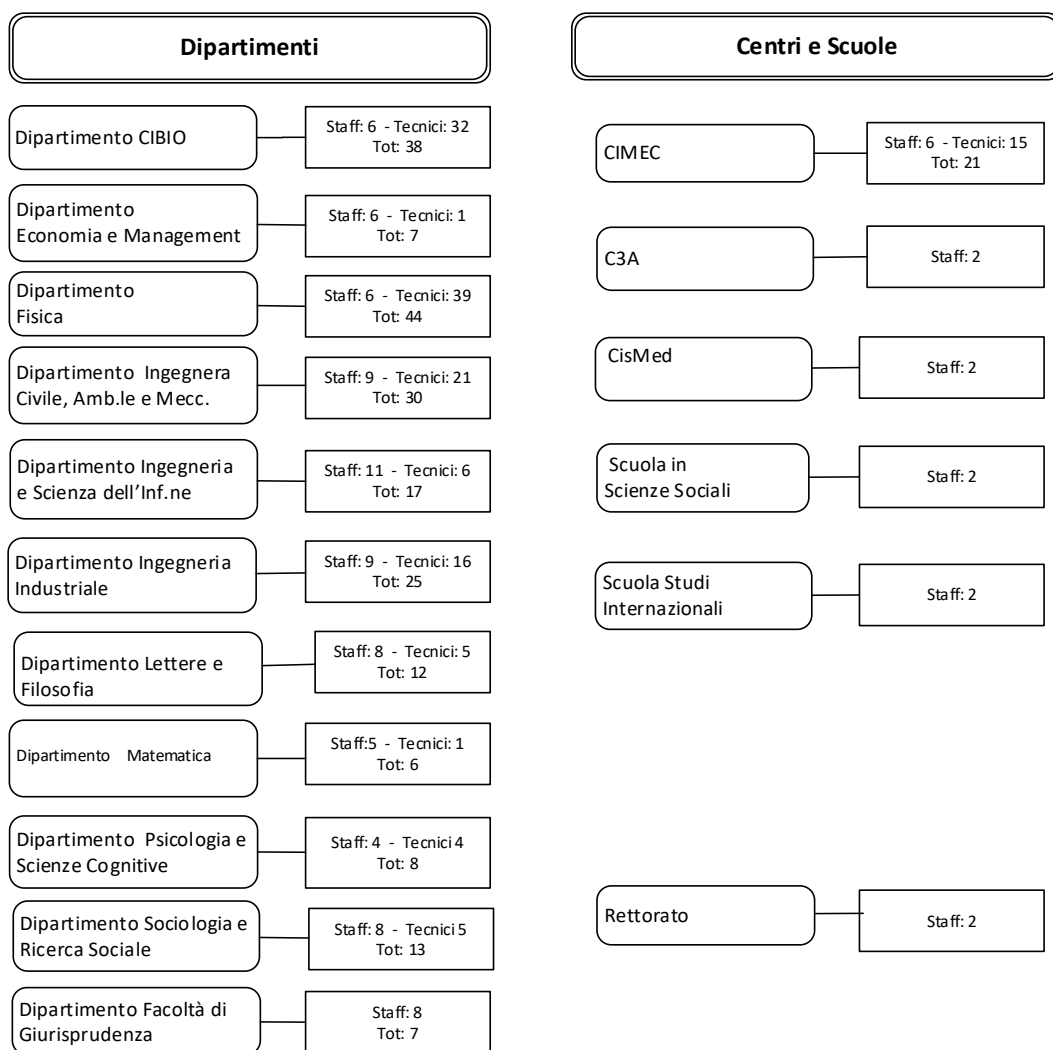 Dipartimenti
Dipartimento CIBIO
Staff: 6 - Tecnici: 32
Tot: 38
Dipartimento
Economia e Management
Staff: 6 - Tecnici: 1
Tot: 7
Dipartimento
Fisica
Staff: 6 - Tecnici: 39
Tot: 44
Dipartimento Ingegnera
Civile, Amb.le e Mecc.
Staff: 9 - Tecnici: 21
Tot: 30
Dipartimento Ingegneria
e Scienza dell'Inf.ne
Staff: 11 - Tecnici: 6
Tot: 17
Dipartimento Ingegneria
Industriale
Staff: 9 - Tecnici: 16
Tot: 25
Dipartimento Lettere e
Filosofia
Staff: 8 - Tecnici: 5
Tot: 12
Dipartimento Matematica
Staff:5 - Tecnici: 1
Tot: 6
Dipartimento Psicologia e
Scienze Cognitive
Staff: 4 - Tecnici 4
Tot: 8
Dipartimento Sociologia e
Ricerca Sociale
Staff: 8 - Tecnici 5
Tot: 13
Dipartimento Facoltà di
Giurisprudenza
Staff: 8
Tot: 7
Centri e Scuole
CIMEC
Staff: 6 - Tecnici: 15
Tot: 21
C3A
Staff: 2
CisMed
Staff: 2
Scuola in
Scienze Sociali
Staff: 2
Scuola Studi
Internazionali
Staff: 2
Rettorato
Staff: 2